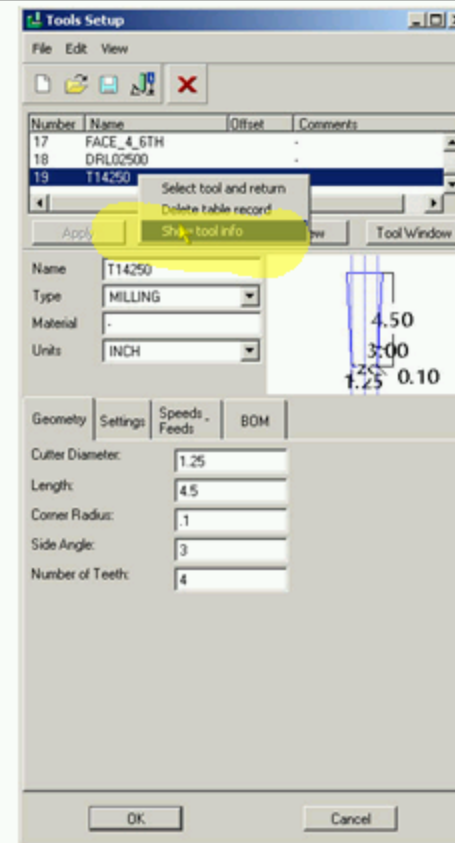 Tools Setup
File Edit View
Number Name Offset Comments
17 FACE_4_6TH -
18 DRL02500 -
19 T14250
Select tool and return
Delete table record
Show tool info
Apply Tool Window
Name T14250
Type MILLING
Material -
Units INCH
4.50
3.00
1.25 0.10
Geometry Settings Speeds - Feeds BOM
Cutter Diameter: 1.25
Length: 4.5
Corner Radius: .1
Side Angle: 3
Number of Teeth: 4
OK Cancel